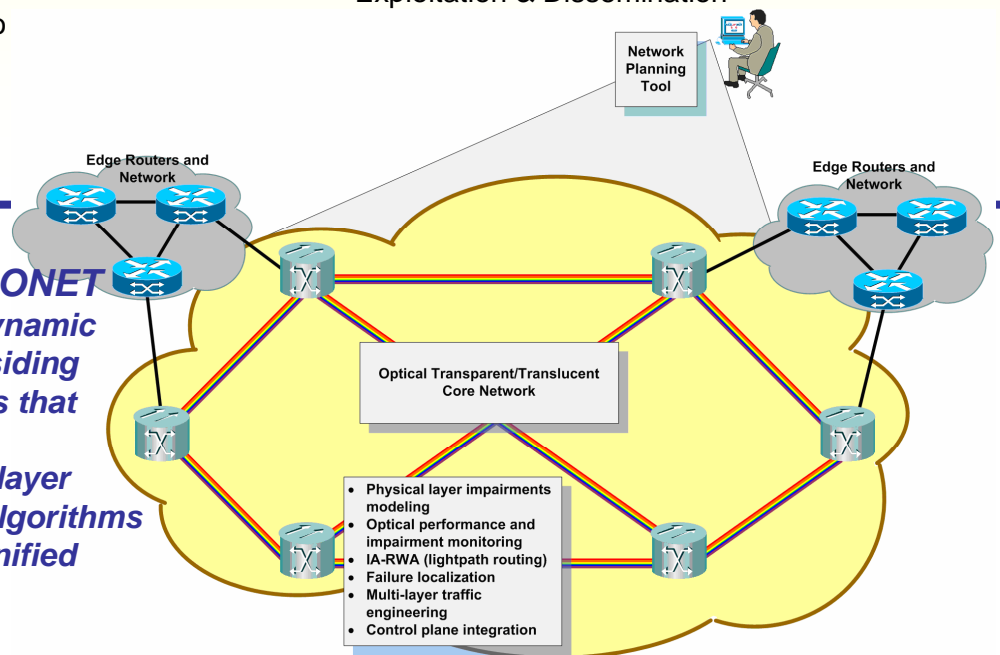 Exploitation & Dissemination
Network
Planning
Tool
Edge Routers and
Network
Edge Routers and
Network
ONET
ynamic
siding
s that
layer
lgorithms
nified
Optical Transparent/Translucent
Core Network
• Physical layer impairments
modeling
• Optical performance and
impairment monitoring
• IA-RWA (lightpath routing)
• Failure localization
• Multi-layer traffic
engineering
• Control plane integration